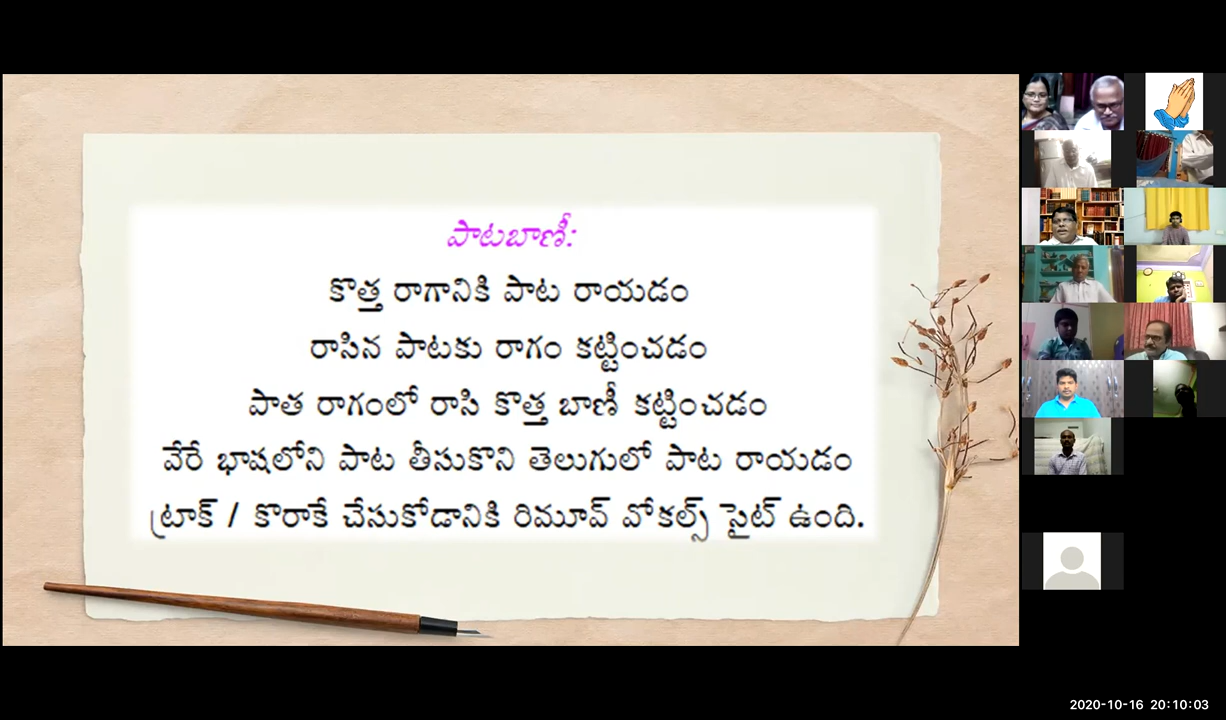 పాటబాణీ:
కొత్త రాగానికి పాట రాయడం
రాసిన పాటకు రాగం కట్టించడం
పాత రాగంలో రాసి కొత్త బాణీ కట్టించడం
వేరే భాషలోని పాట తీసుకొని తెలుగులో పాట రాయడం
ట్రాక్ / కొరాకే చేసుకోడానికి రిమూవ్ వోకల్స్ సైట్ ఉంది.
2020-10-16 20:10:03